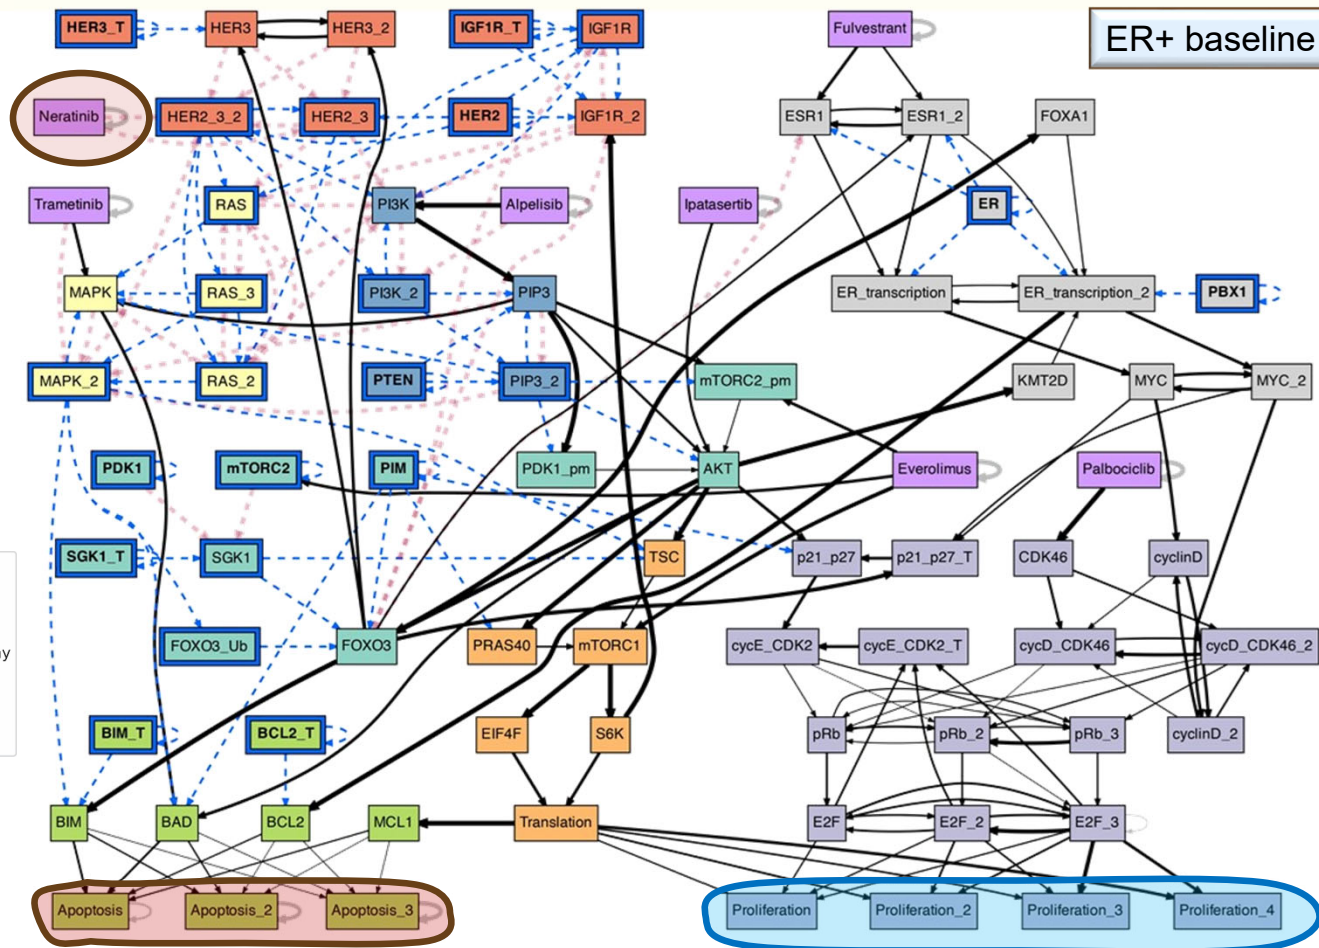 HER3_T
HER3
HER3_2
IGF1R_T
IGF1R
Fulvestrant
ER+ baseline
Neratinib
HER2_3_2
HER2_3
HER2
IGF1R_2
ESR1
ESR1_2
FOXA1
Trametinib
RAS
PI3K
Alpelisib
Ipatasertib
ER
MAPK
RAS_3
PI3K_2
PIP3
ER_transcription
ER_transcription_2
PBX1
MAPK_2
RAS_2
PTEN
PIP3_2
mTORC2_pm
KMT2D
MYC
MYC_2
PDK1
mTORC2
PIM
PDK1_pm
AKT
Everolimus
Palbociclib
SGK1_T
SGK1
TSC
p21_p27
p21_p27_T
CDK46
cyclinD
FOXO3_Ub
FOXO3
PRAS40
mTORC1
cycE_CDK2
cycE_CDK2_T
cycD_CDK46
cycD_CDK46_2
BIM_T
BCL2_T
EIF4F
S6K
pRb
pRb_2
pRb_3
cyclinD_2
BIM
BAD
BCL2
MCL1
Translation
E2F
E2F_2
E2F_3
Apoptosis
Apoptosis_2
Apoptosis_3
Proliferation
Proliferation_2
Proliferation_3
Proliferation_4